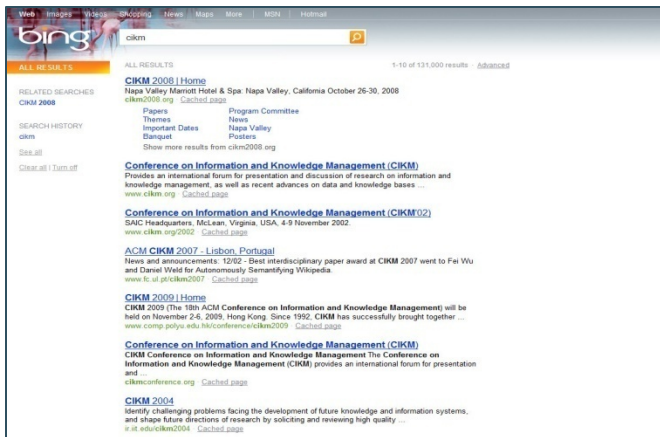 Web Images Videos Shopping News Maps More | MSN | Hotmail
bing
cikm
ALL RESULTS
RELATED SEARCHES
CIKM 2008
SEARCH HISTORY
cikm
See all
Clear all | Turn off
ALL RESULTS 1-10 of 131,000 results · Advanced
CIKM 2008 | Home
Napa Valley Marriott Hotel & Spa: Napa Valley, California October 26-30, 2008
cikm2008.org · Cached page
Papers Program Committee
Themes News
Important Dates Napa Valley
Banquet Posters
Show more results from cikm2008.org
Conference on Information and Knowledge Management (CIKM)
Provides an international forum for presentation and discussion of research on information and
knowledge management, as well as recent advances on data and knowledge bases ...
www.cikm.org · Cached page
Conference on Information and Knowledge Management (CIKM'02)
SAIC Headquarters, McLean, Virginia, USA, 4-9 November 2002.
www.cikm.org/2002 · Cached page
ACM CIKM 2007 - Lisbon, Portugal
News and announcements: 12/02 - Best interdisciplinary paper award at CIKM 2007 went to Fei Wu
and Daniel Weld for Autonomously Semantifying Wikipedia.
www.fc.ul.pt/cikm2007 · Cached page
CIKM 2009 | Home
CIKM 2009 (The 18th ACM Conference on Information and Knowledge Management) will be
held on November 2-6, 2009, Hong Kong. Since 1992, CIKM has successfully brought together ...
www.comp.polyu.edu.hk/conference/cikm2009 · Cached page
Conference on Information and Knowledge Management (CIKM)
CIKM Conference on Information and Knowledge Management The Conference on
Information and Knowledge Management (CIKM) provides an international forum for presentation
and ...
cikmconference.org · Cached page
CIKM 2004
Identify challenging problems facing the development of future knowledge and information systems,
and shape future directions of research by soliciting and reviewing high quality ...
ir.iit.edu/cikm2004 · Cached page